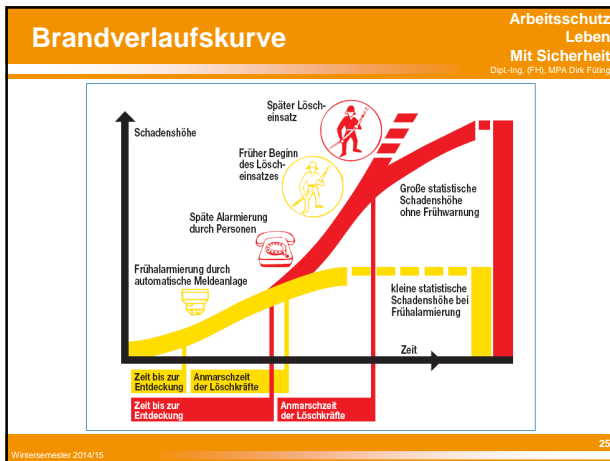 Brandverlaufskurve
Arbeitsschutz
Leben
Mit Sicherheit
Dipl.-Ing. (FH), MPA Dirk Füting
Schadenshöhe
Später Lösch-
einsatz
Früher Beginn
des Lösch-
einsatzes
Späte Alarmierung
durch Personen
Frühalarmierung durch
automatische Meldeanlage
Große statistische
Schadenshöhe
ohne Frühwarnung
kleine statistische
Schadenshöhe bei
Frühalarmierung
Zeit
Zeit bis zur
Entdeckung
Anmarschzeit
der Löschkräfte
Zeit bis zur
Entdeckung
Anmarschzeit
der Löschkräfte
Wintersemester 2014/15
25